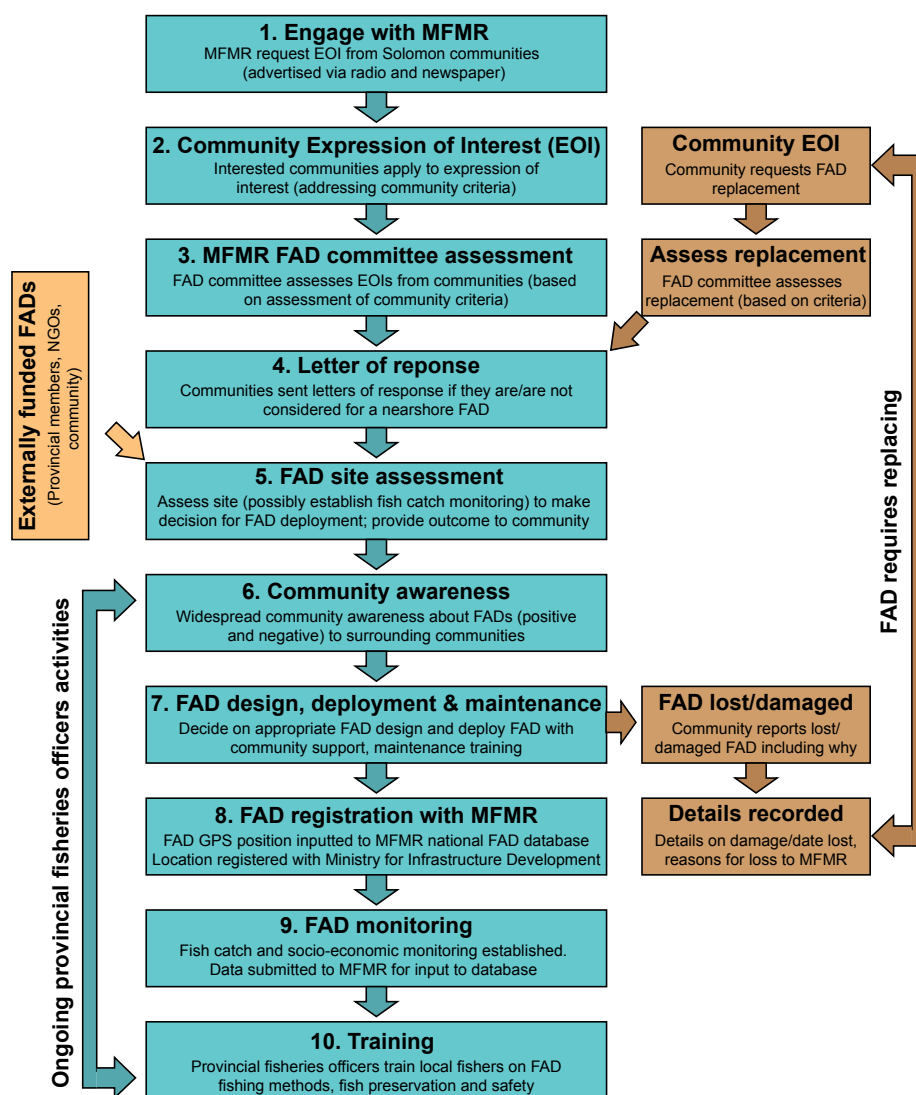 1. Engage with MFMR
MFMR request EOI from Solomon communities
(advertised via radio and newspaper)
2. Community Expression of Interest (EOI)
Interested communities apply to expression of
interest (addressing community criteria)
3. MFMR FAD committee assessment
FAD committee assesses EOIs from communities (based
on assessment of community criteria)
4. Letter of reponse
Communities sent letters of response if they are/are not
considered for a nearshore FAD
5. FAD site assessment
Assess site (possibly establish fish catch monitoring) to make
decision for FAD deployment; provide outcome to community
6. Community awareness
Widespread community awareness about FADs (positive
and negative) to surrounding communities
7. FAD design, deployment & maintenance
Decide on appropriate FAD design and deploy FAD with
community support, maintenance training
8. FAD registration with MFMR
FAD GPS position inputted to MFMR national FAD database
Location registered with Ministry for Infrastructure Development
9. FAD monitoring
Fish catch and socio-economic monitoring established.
Data submitted to MFMR for input to database
10. Training
Provincial fisheries officers train local fishers on FAD
fishing methods, fish preservation and safety
Externally funded FADs
(Provincial members, NGOs,
community)
Ongoing provincial fisheries officers activities
Community EOI
Community requests FAD
replacement
Assess replacement
FAD committee assesses
replacement (based on criteria)
FAD lost/damaged
Community reports lost/
damaged FAD including why
Details recorded
Details on damage/date lost,
reasons for loss to MFMR
FAD requires replacing